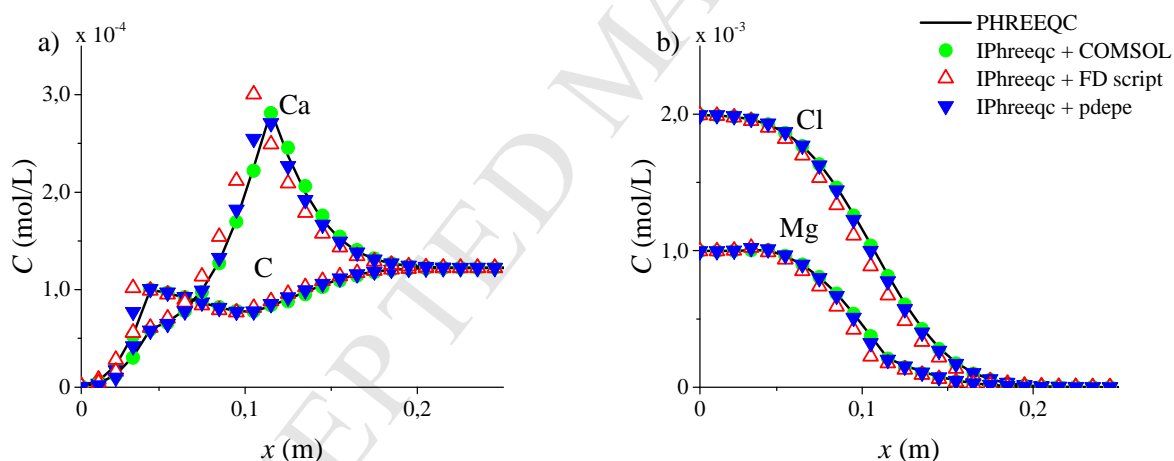 a)
x 10⁻⁴
C (mol/L)
3,0
2,0
1,0
0
Ca
C
0
0,1
0,2
x (m)
b)
x 10⁻³
C (mol/L)
2,0
1,0
0
Cl
Mg
0
0,1
0,2
x (m)
PHREEQC
IPhreeqc + COMSOL
IPhreeqc + FD script
IPhreeqc + pdepe
EPTED MA